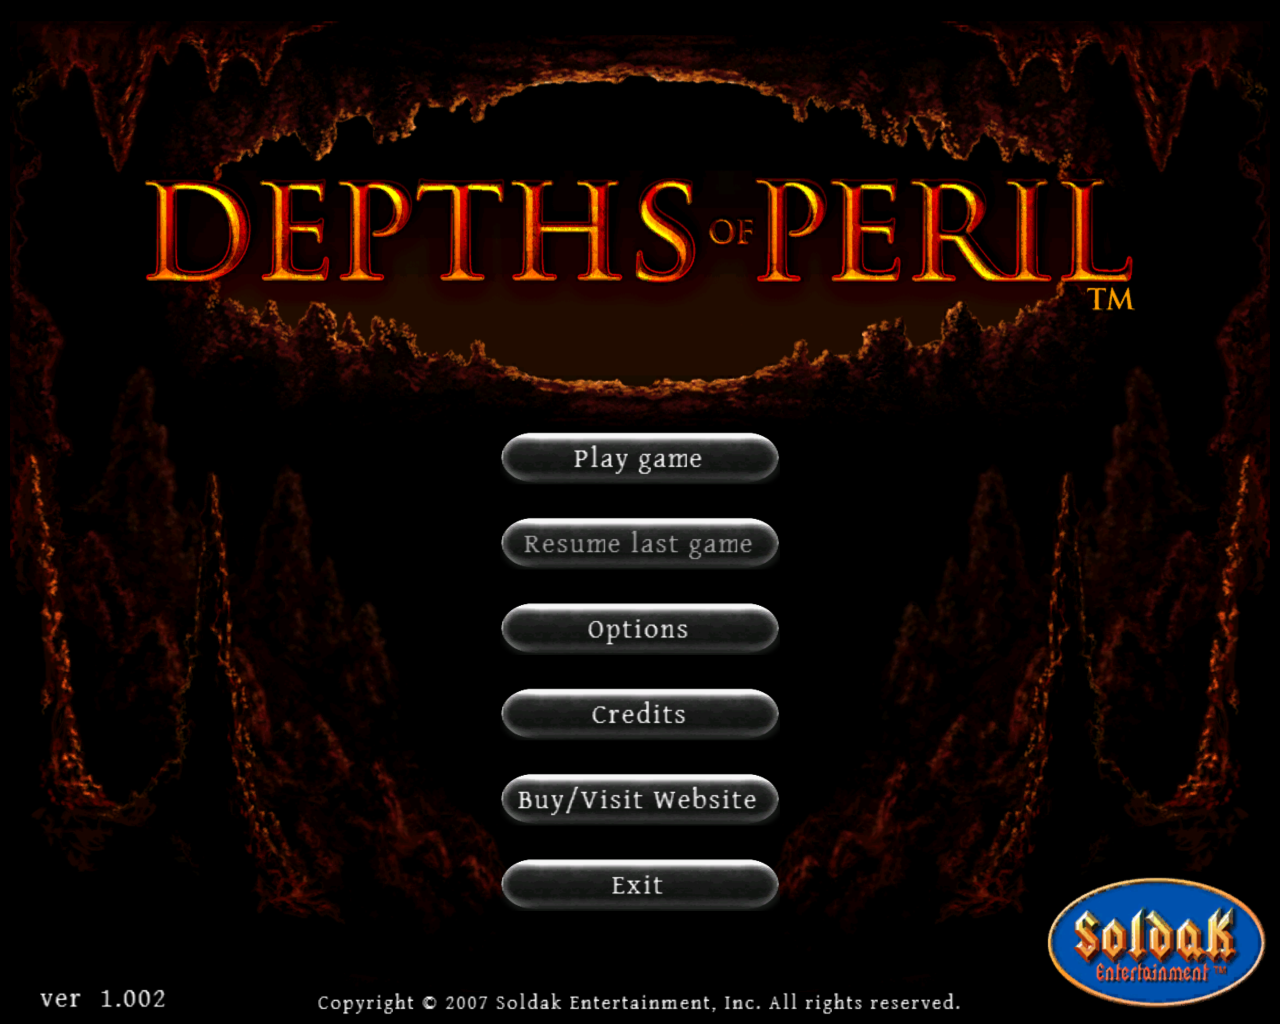 DEPTHS OF PERIL
TM
Play game
Resume last game
Options
Credits
Buy/Visit Website
Exit
Soldak
Entertainment TM
ver 1.002
Copyright © 2007 Soldak Entertainment, Inc. All rights reserved.